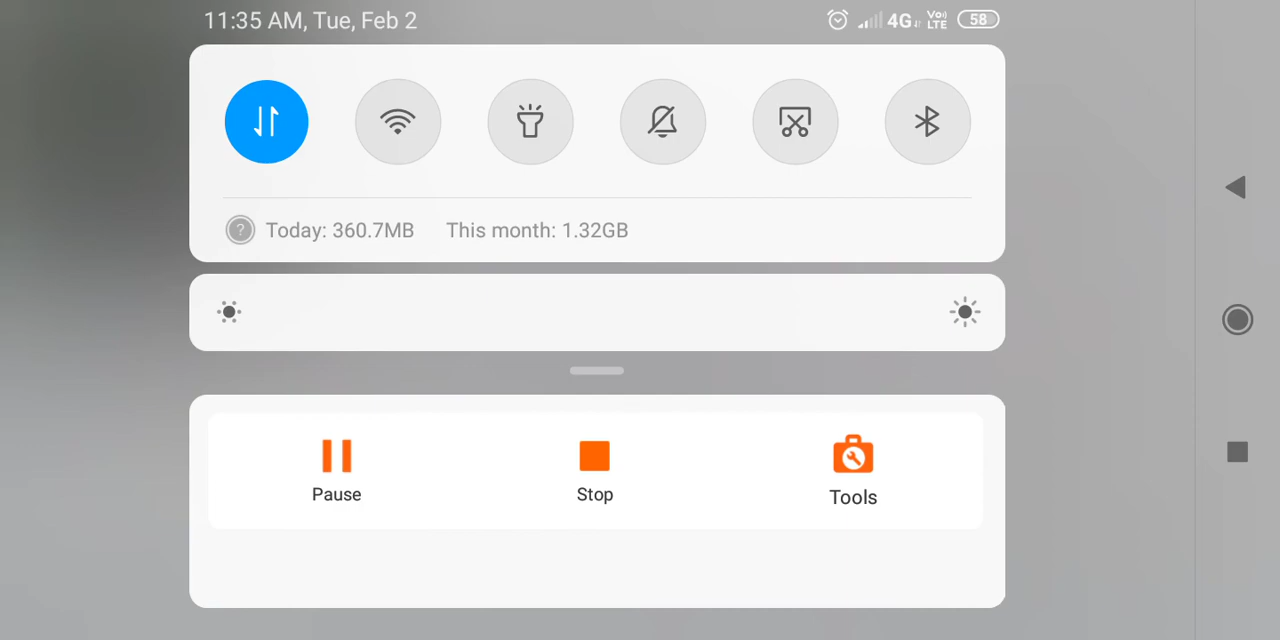 11:35 AM, Tue, Feb 2 4G Vo) LTE 58
? Today: 360.7MB This month: 1.32GB
Pause Stop Tools